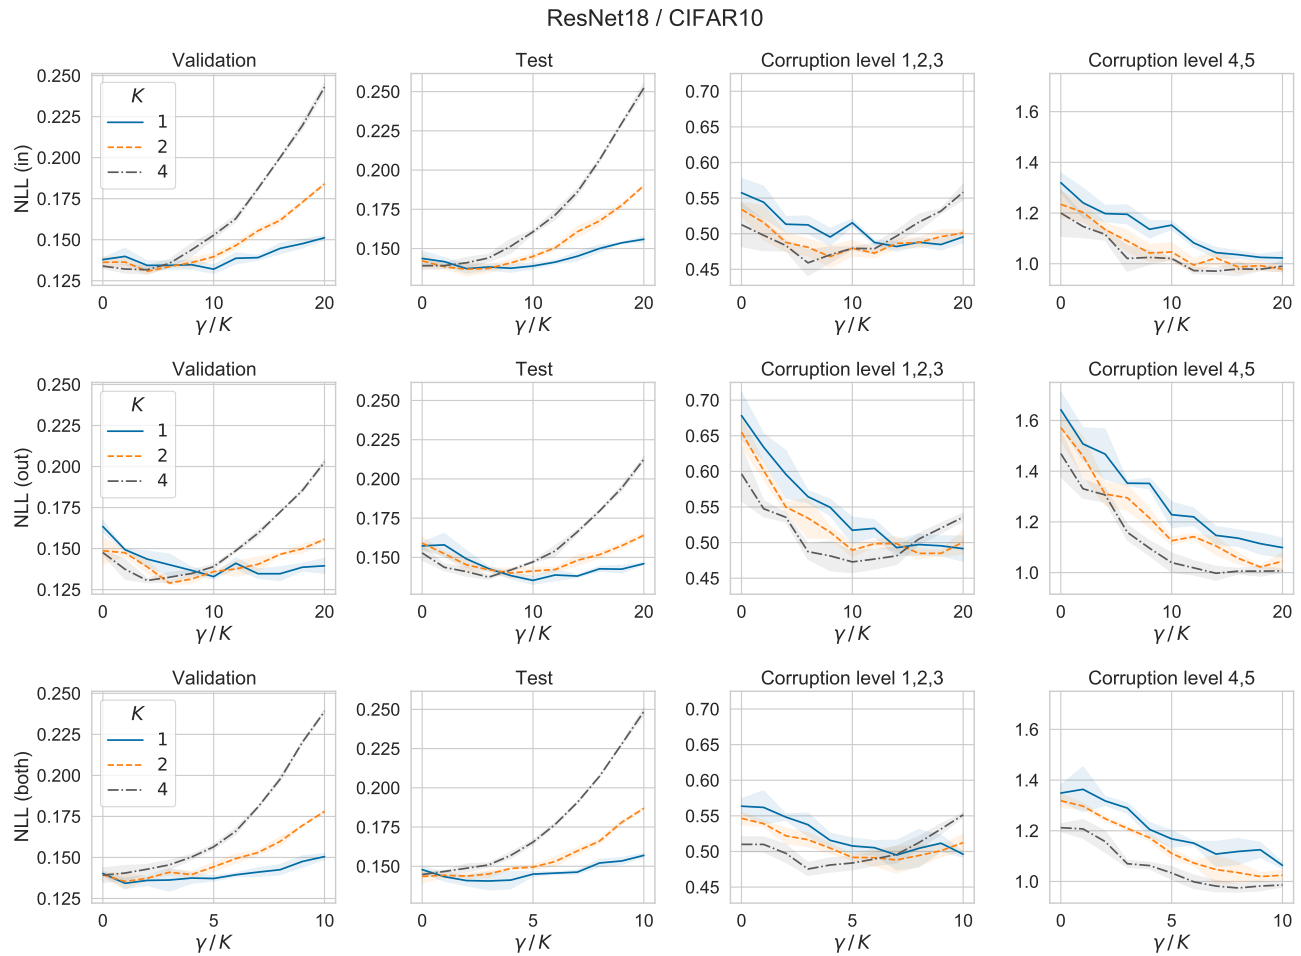 ResNet18 / CIFAR10
Validation Test Corruption level 1,2,3 Corruption level 4,5
NLL (in)
0.250 0.225 0.200 0.175 0.150 0.125
K
1
2
4
0 10 20
γ / K
0.250 0.225 0.200 0.175 0.150
0 10 20
γ / K
0.70 0.65 0.60 0.55 0.50 0.45
0 10 20
γ / K
1.6 1.4 1.2 1.0
0 10 20
γ / K
Validation Test Corruption level 1,2,3 Corruption level 4,5
NLL (out)
0.250 0.225 0.200 0.175 0.150 0.125
K
1
2
4
0 10 20
γ / K
0.250 0.225 0.200 0.175 0.150
0 10 20
γ / K
0.70 0.65 0.60 0.55 0.50 0.45
0 10 20
γ / K
1.6 1.4 1.2 1.0
0 10 20
γ / K
Validation Test Corruption level 1,2,3 Corruption level 4,5
NLL (both)
0.250 0.225 0.200 0.175 0.150 0.125
K
1
2
4
0 5 10
γ / K
0.250 0.225 0.200 0.175 0.150
0 5 10
γ / K
0.70 0.65 0.60 0.55 0.50 0.45
0 5 10
γ / K
1.6 1.4 1.2 1.0
0 5 10
γ / K